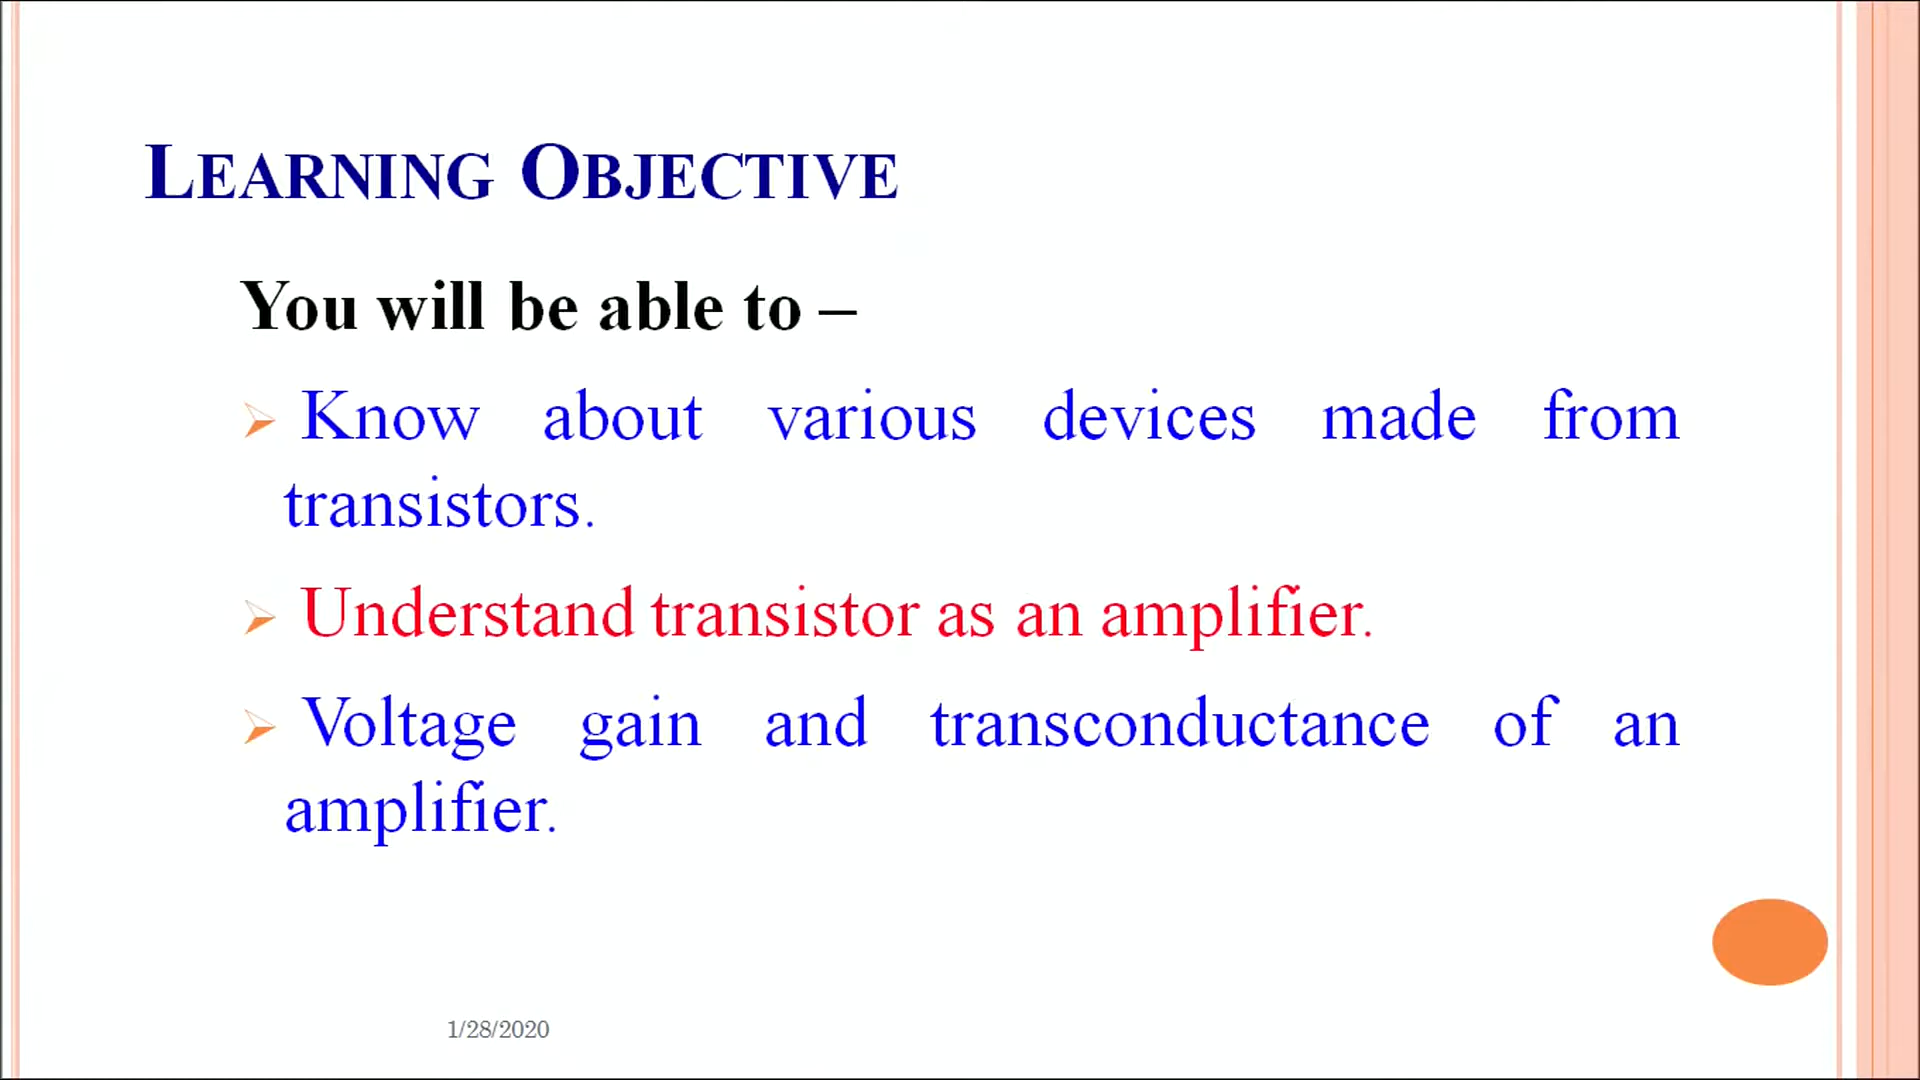 LEARNING OBJECTIVE
You will be able to –
➢ Know about various devices made from
transistors.
➢ Understand transistor as an amplifier.
➢ Voltage gain and transconductance of an
amplifier.
1/28/2020